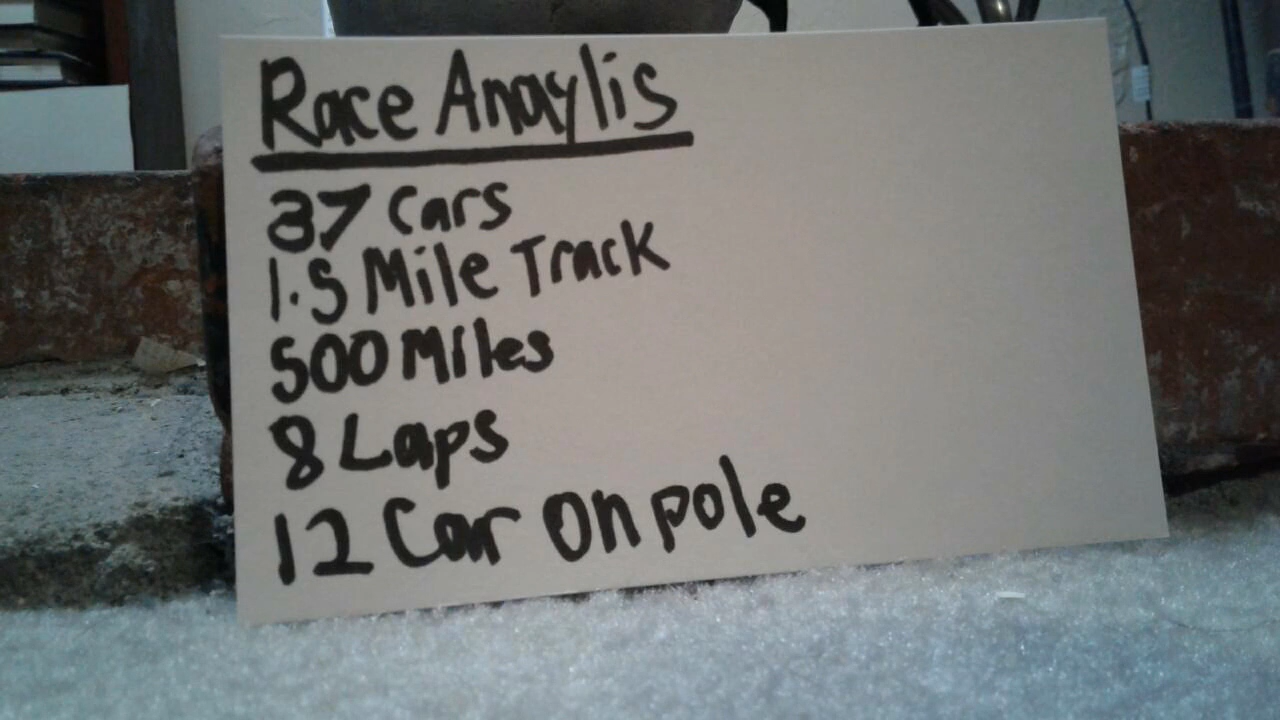 Race Anaylis
37 Cars
1.5 Mile Track
500 Miles
8 Laps
12 Car On pole